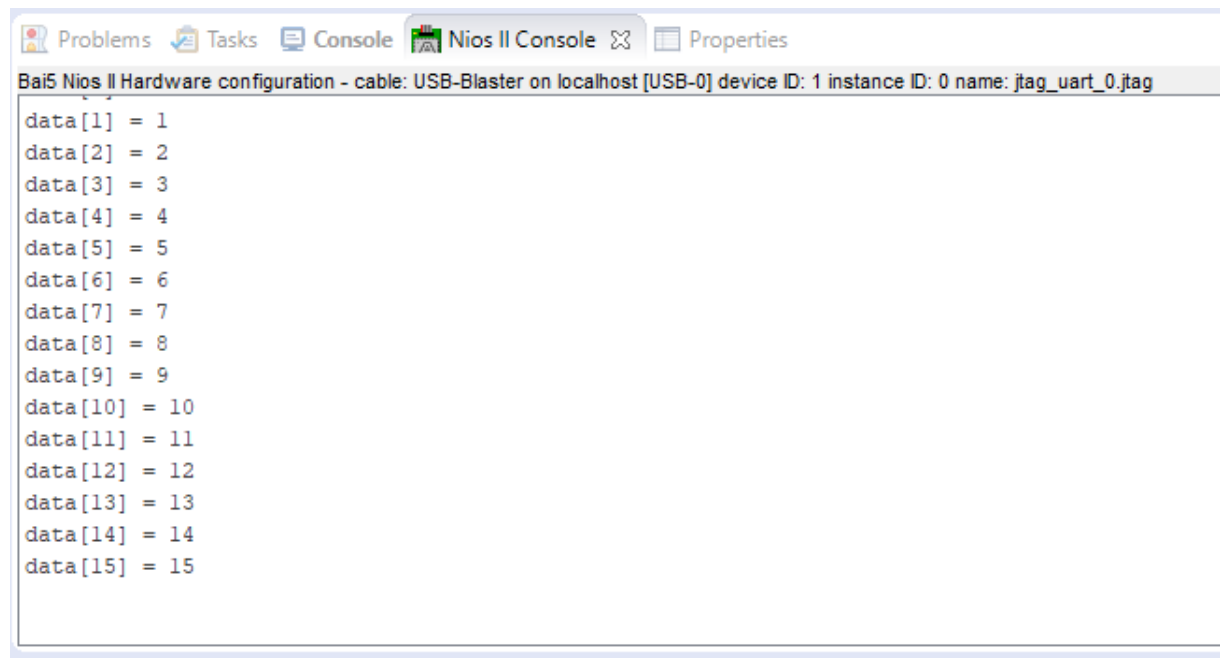 Problems Tasks Console Nios II Console Properties
Bai5 Nios II Hardware configuration - cable: USB-Blaster on localhost [USB-0] device ID: 1 instance ID: 0 name: jtag_uart_0.jtag
data[1] = 1
data[2] = 2
data[3] = 3
data[4] = 4
data[5] = 5
data[6] = 6
data[7] = 7
data[8] = 8
data[9] = 9
data[10] = 10
data[11] = 11
data[12] = 12
data[13] = 13
data[14] = 14
data[15] = 15